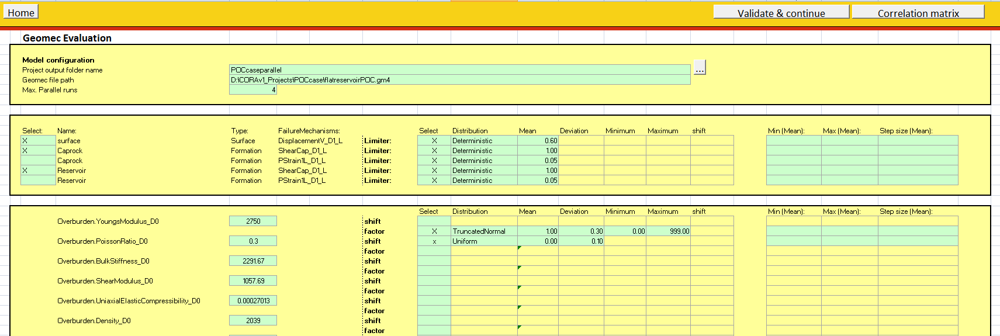 Home Validate & continue Correlation matrix
Geomec Evaluation
Model configuration
Project output folder name POCcaseparallel ...
Geomec file path D:\CORAv1_Projects\POCcase\flatreservoirPOC.gm4
Max. Parallel runs 4
Select: Name: Type: FailureMechanisms: Select Distribution Mean Deviation Minimum Maximum shift Min (Mean): Max (Mean): Step size (Mean):
X surface Surface DisplacementV_D1_L Limiter: X Deterministic 0.60
X Caprock Formation ShearCap_D1_L Limiter: X Deterministic 1.00
Caprock Formation PStrain1L_D1_L Limiter: X Deterministic 0.05
X Reservoir Formation ShearCap_D1_L Limiter: X Deterministic 1.00
Reservoir Formation PStrain1L_D1_L Limiter: X Deterministic 0.05
Select Distribution Mean Deviation Minimum Maximum shift Min (Mean): Max (Mean): Step size (Mean):
Overburden.YoungsModulus_D0 2750 shift
factor X TruncatedNormal 1.00 0.30 0.00 999.00
Overburden.PoissonRatio_D0 0.3 shift x Uniform 0.00 0.10
factor
Overburden.BulkStiffness_D0 2291.67 shift
factor
Overburden.ShearModulus_D0 1057.69 shift
factor
Overburden.UniaxialElasticCompressibility_D0 0.00027013 shift
factor
Overburden.Density_D0 2039 shift
factor